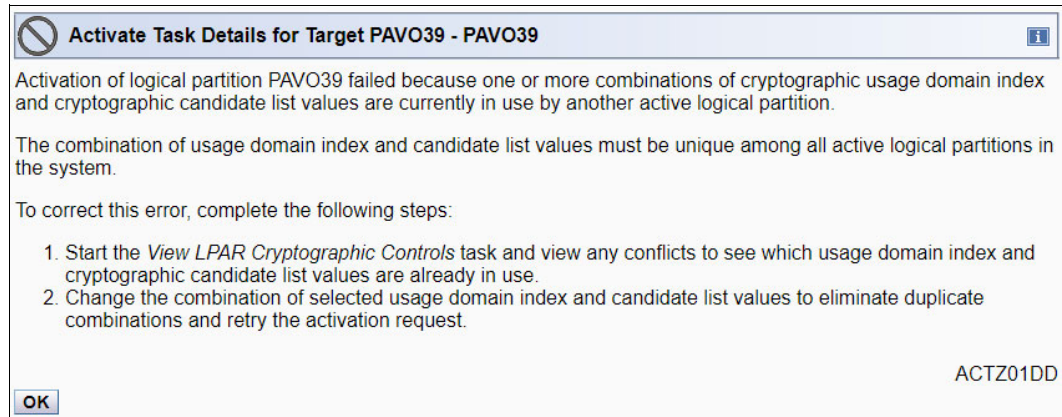 Activate Task Details for Target PAVO39 - PAVO39
i
Activation of logical partition PAVO39 failed because one or more combinations of cryptographic usage domain index
and cryptographic candidate list values are currently in use by another active logical partition.
The combination of usage domain index and candidate list values must be unique among all active logical partitions in
the system.
To correct this error, complete the following steps:
1. Start the View LPAR Cryptographic Controls task and view any conflicts to see which usage domain index and
cryptographic candidate list values are already in use.
2. Change the combination of selected usage domain index and candidate list values to eliminate duplicate
combinations and retry the activation request.
ACTZ01DD
OK